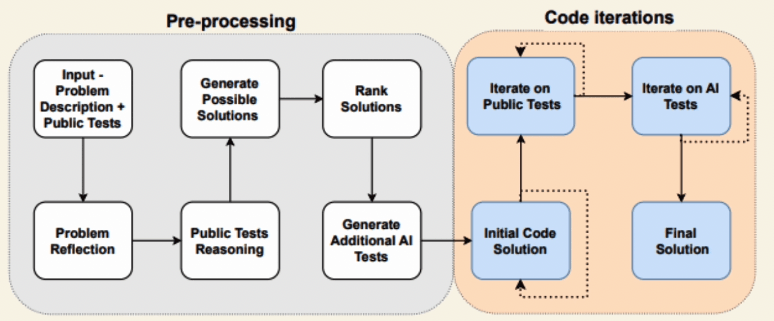 Pre-processing
Code iterations
Input -
Problem
Description +
Public Tests
Generate
Possible
Solutions
Rank
Solutions
Iterate on
Public Tests
Iterate on AI
Tests
Problem
Reflection
Public Tests
Reasoning
Generate
Additional AI
Tests
Initial Code
Solution
Final
Solution